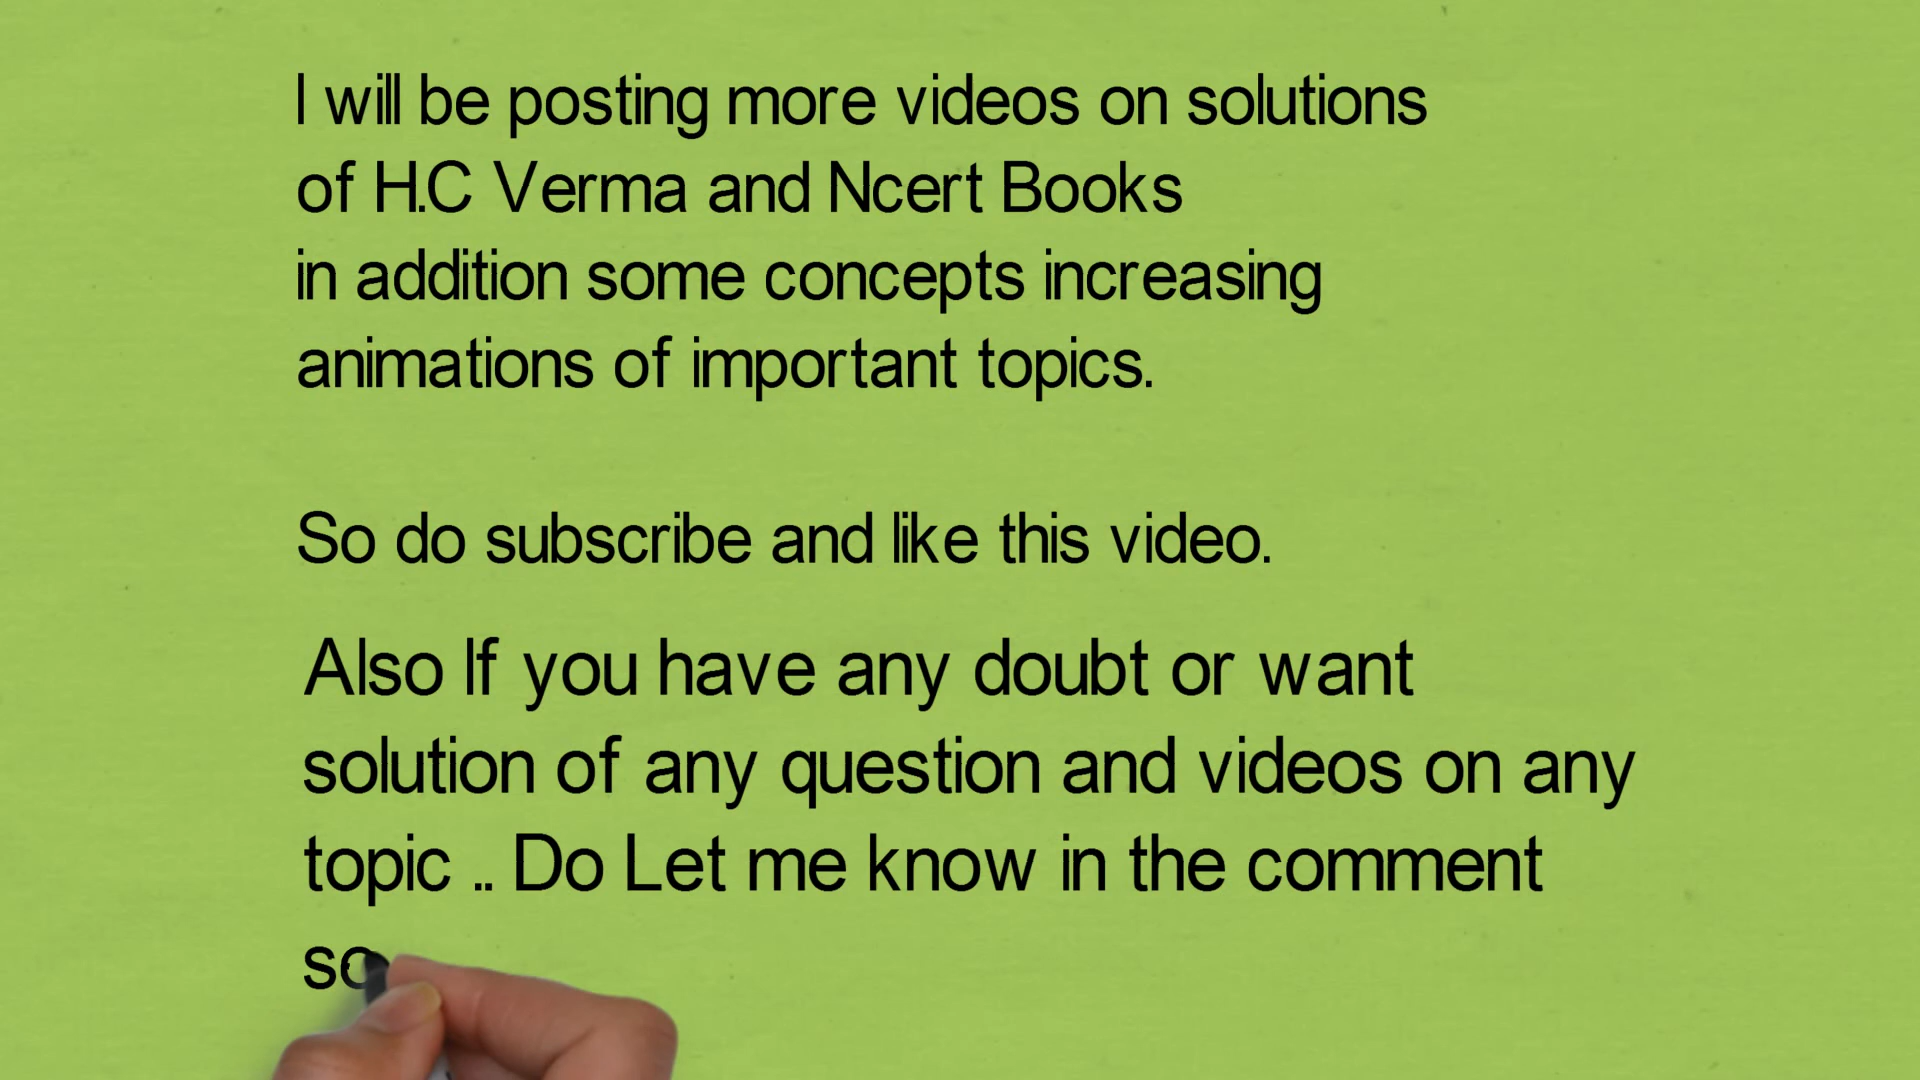 I will be posting more videos on solutions
of H.C Verma and Ncert Books
in addition some concepts increasing
animations of important topics.
So do subscribe and like this video.
Also If you have any doubt or want
solution of any question and videos on any
topic .. Do Let me know in the comment